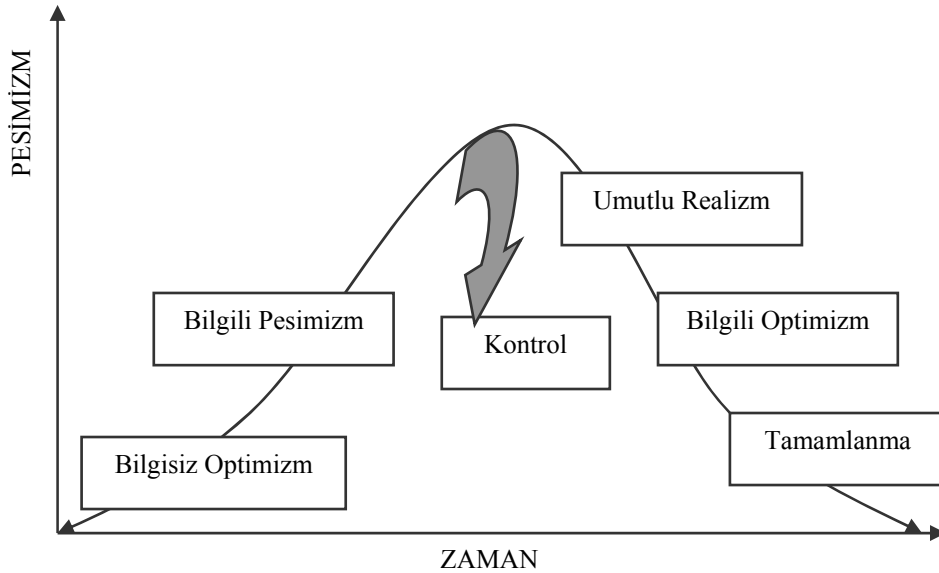 PESİMİZM
Umutlu Realizm
Bilgili Pesimizm
Kontrol
Bilgili Optimizm
Bilgisiz Optimizm
Tamamlanma
ZAMAN